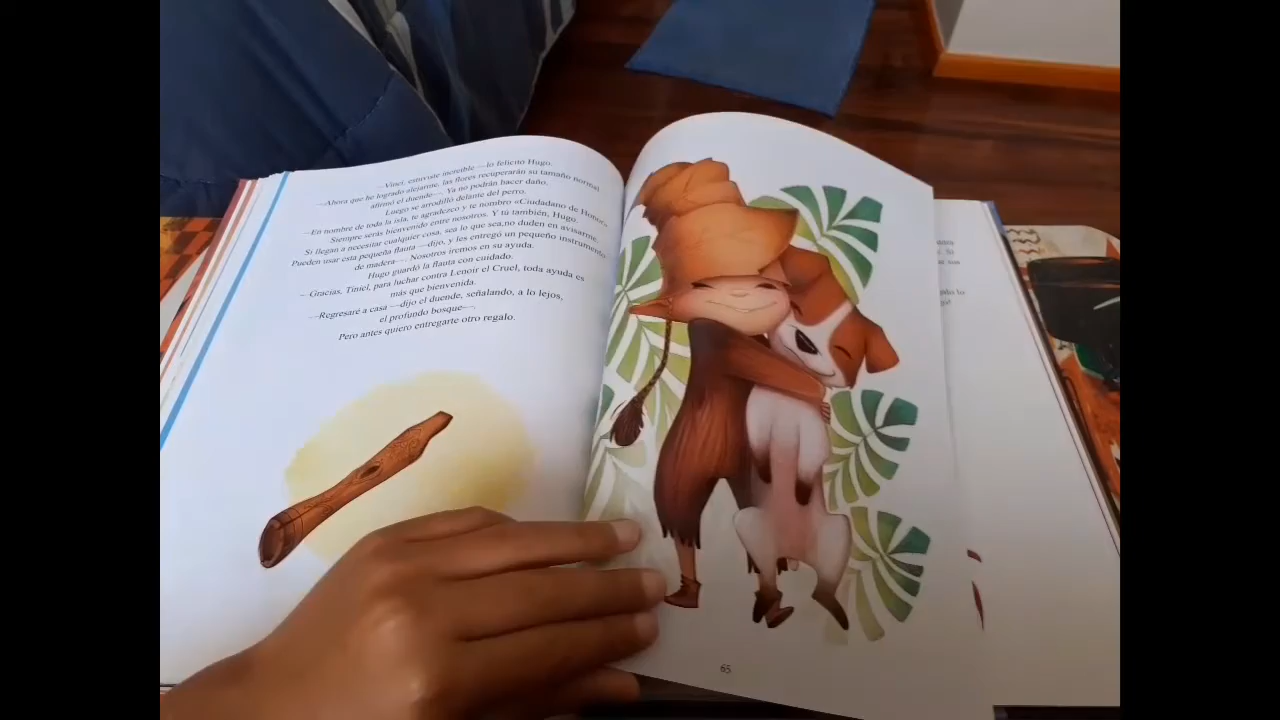 —Vinci, estuviste increíble —lo felicito Hugo.
—Ahora que he logrado alejarme, las flores recuperarán su tamaño normal
afirmó el duende—. Ya no podrán hacer daño.
Luego se arrodilló delante del perro.
—En nombre de toda la isla, te agradezco y te nombro «Ciudadano de Honor».
Siempre serás bienvenido entre nosotros. Y tú también, Hugo.
Si llegan a necesitar cualquier cosa, sea lo que sea,no duden en avisarme.
Pueden usar esta pequeña flauta —dijo, y les entregó un pequeño instrumento
de madera—. Nosotros iremos en su ayuda.
Hugo guardó la flauta con cuidado.
– Gracias, Tiniel, para luchar contra Lenoir el Cruel, toda ayuda es
más que bienvenida.
—Regresaré a casa —dijo el duende, señalando, a lo lejos,
el profundo bosque—.
Pero antes quiero entregarte otro regalo.
65